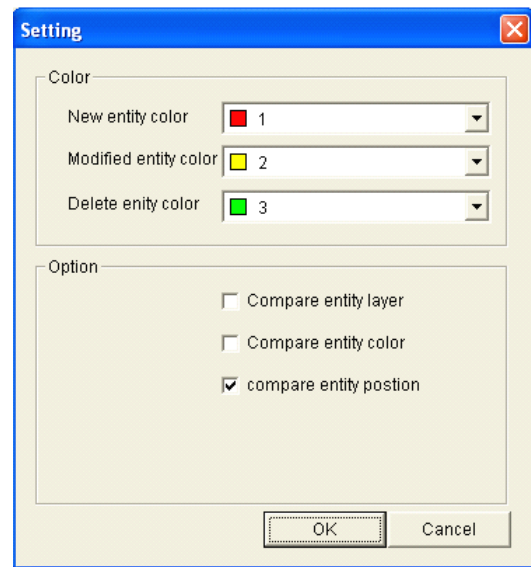 Setting
Color
New entity color 1
Modified entity color 2
Delete enity color 3
Option
Compare entity layer
Compare entity color
compare entity postion
OK Cancel